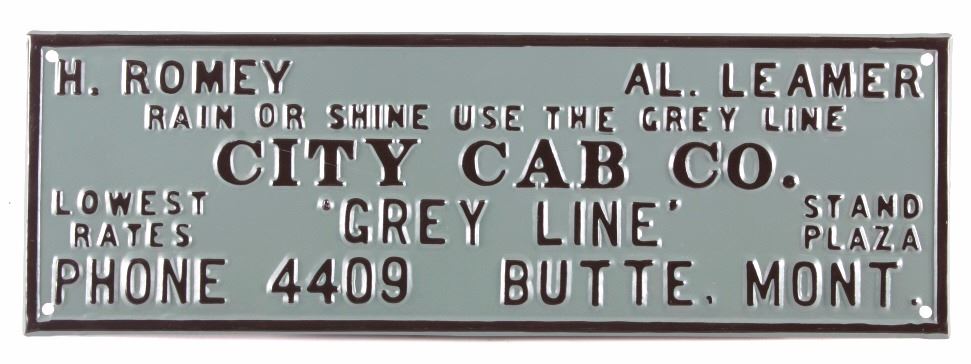 H. ROMEY AL. LEAMER
RAIN OR SHINE USE THE GREY LINE
CITY CAB CO.
LOWEST RATES 'GREY LINE' STAND PLAZA
PHONE 4409 BUTTE. MONT.